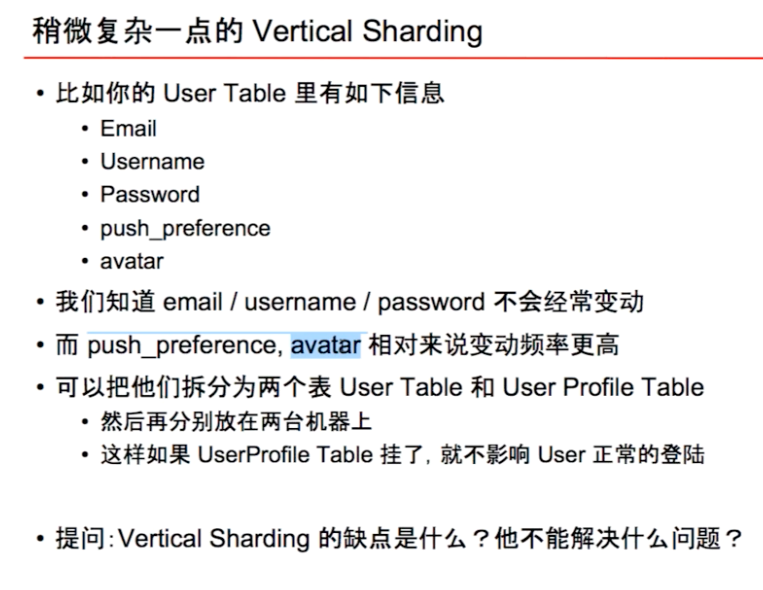 稍微复杂一点的 Vertical Sharding
• 比如你的 User Table 里有如下信息
• Email
• Username
• Password
• push_preference
• avatar
• 我们知道 email / username / password 不会经常变动
• 而 push_preference, avatar 相对来说变动频率更高
• 可以把他们拆分为两个表 User Table 和 User Profile Table
• 然后再分别放在两台机器上
• 这样如果 UserProfile Table 挂了, 就不影响 User 正常的登陆
• 提问:Vertical Sharding 的缺点是什么？他不能解决什么问题？